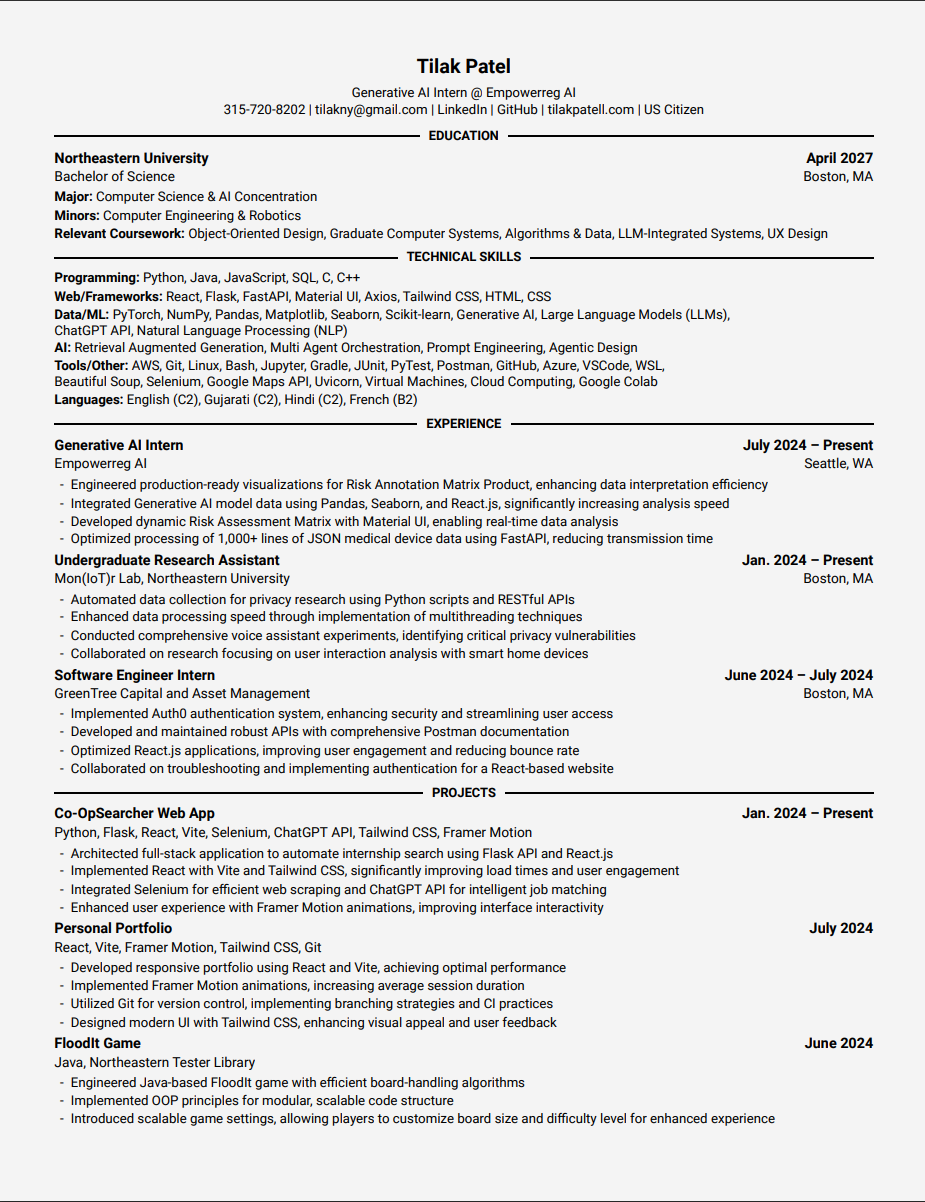 Tilak Patel
Generative AI Intern @ Empowerreg AI
315-720-8202 | tilakny@gmail.com | LinkedIn | GitHub | tilakpatell.com | US Citizen
EDUCATION
Northeastern University April 2027
Bachelor of Science Boston, MA
Major: Computer Science & AI Concentration
Minors: Computer Engineering & Robotics
Relevant Coursework: Object-Oriented Design, Graduate Computer Systems, Algorithms & Data, LLM-Integrated Systems, UX Design
TECHNICAL SKILLS
Programming: Python, Java, JavaScript, SQL, C, C++
Web/Frameworks: React, Flask, FastAPI, Material UI, Axios, Tailwind CSS, HTML, CSS
Data/ML: PyTorch, NumPy, Pandas, Matplotlib, Seaborn, Scikit-learn, Generative AI, Large Language Models (LLMs),
ChatGPT API, Natural Language Processing (NLP)
AI: Retrieval Augmented Generation, Multi Agent Orchestration, Prompt Engineering, Agentic Design
Tools/Other: AWS, Git, Linux, Bash, Jupyter, Gradle, JUnit, PyTest, Postman, GitHub, Azure, VSCode, WSL,
Beautiful Soup, Selenium, Google Maps API, Uvicorn, Virtual Machines, Cloud Computing, Google Colab
Languages: English (C2), Gujarati (C2), Hindi (C2), French (B2)
EXPERIENCE
Generative AI Intern July 2024 – Present
Empowerreg AI Seattle, WA
- Engineered production-ready visualizations for Risk Annotation Matrix Product, enhancing data interpretation efficiency
- Integrated Generative AI model data using Pandas, Seaborn, and React.js, significantly increasing analysis speed
- Developed dynamic Risk Assessment Matrix with Material UI, enabling real-time data analysis
- Optimized processing of 1,000+ lines of JSON medical device data using FastAPI, reducing transmission time
Undergraduate Research Assistant Jan. 2024 – Present
Mon(IoT)r Lab, Northeastern University Boston, MA
- Automated data collection for privacy research using Python scripts and RESTful APIs
- Enhanced data processing speed through implementation of multithreading techniques
- Conducted comprehensive voice assistant experiments, identifying critical privacy vulnerabilities
- Collaborated on research focusing on user interaction analysis with smart home devices
Software Engineer Intern June 2024 – July 2024
GreenTree Capital and Asset Management Boston, MA
- Implemented Auth0 authentication system, enhancing security and streamlining user access
- Developed and maintained robust APIs with comprehensive Postman documentation
- Optimized React.js applications, improving user engagement and reducing bounce rate
- Collaborated on troubleshooting and implementing authentication for a React-based website
PROJECTS
Co-OpSearcher Web App Jan. 2024 – Present
Python, Flask, React, Vite, Selenium, ChatGPT API, Tailwind CSS, Framer Motion
- Architected full-stack application to automate internship search using Flask API and React.js
- Implemented React with Vite and Tailwind CSS, significantly improving load times and user engagement
- Integrated Selenium for efficient web scraping and ChatGPT API for intelligent job matching
- Enhanced user experience with Framer Motion animations, improving interface interactivity
Personal Portfolio July 2024
React, Vite, Framer Motion, Tailwind CSS, Git
- Developed responsive portfolio using React and Vite, achieving optimal performance
- Implemented Framer Motion animations, increasing average session duration
- Utilized Git for version control, implementing branching strategies and CI practices
- Designed modern UI with Tailwind CSS, enhancing visual appeal and user feedback
FloodIt Game June 2024
Java, Northeastern Tester Library
- Engineered Java-based FloodIt game with efficient board-handling algorithms
- Implemented OOP principles for modular, scalable code structure
- Introduced scalable game settings, allowing players to customize board size and difficulty level for enhanced experience